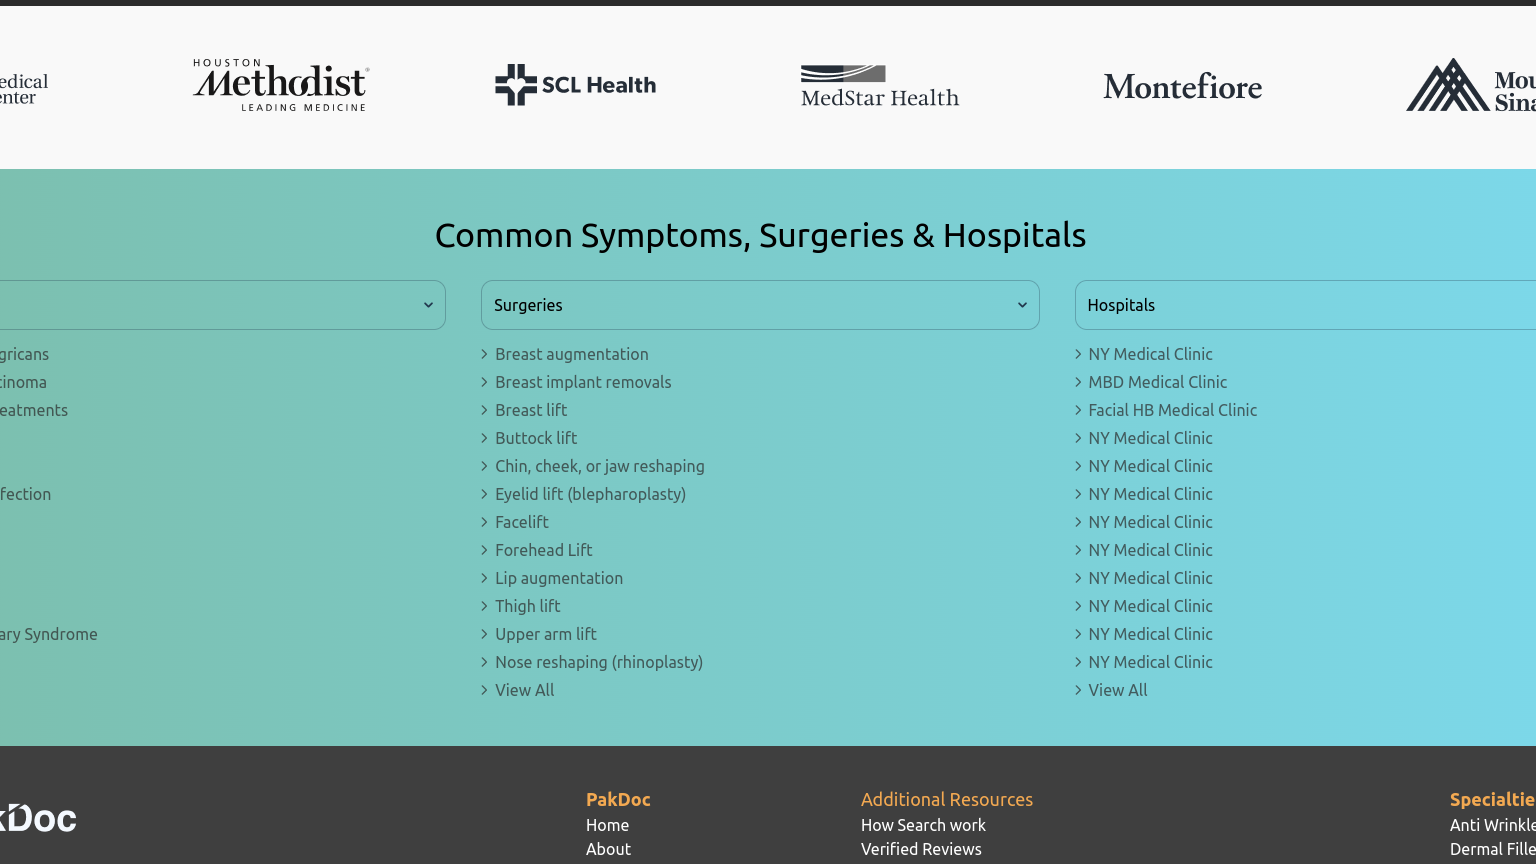 edical
enter
HOUSTON
Methodist
LEADING MEDICINE
SCL Health
MedStar Health
Montefiore
Mou
Sina
Common Symptoms, Surgeries & Hospitals
gricans
cinoma
eatments
fection
ary Syndrome
Surgeries
Breast augmentation
Breast implant removals
Breast lift
Buttock lift
Chin, cheek, or jaw reshaping
Eyelid lift (blepharoplasty)
Facelift
Forehead Lift
Lip augmentation
Thigh lift
Upper arm lift
Nose reshaping (rhinoplasty)
View All
Hospitals
NY Medical Clinic
MBD Medical Clinic
Facial HB Medical Clinic
NY Medical Clinic
NY Medical Clinic
NY Medical Clinic
NY Medical Clinic
NY Medical Clinic
NY Medical Clinic
NY Medical Clinic
NY Medical Clinic
NY Medical Clinic
View All
kDoc
PakDoc
Home
About
Additional Resources
How Search work
Verified Reviews
Specialtie
Anti Wrinkle
Dermal Fille